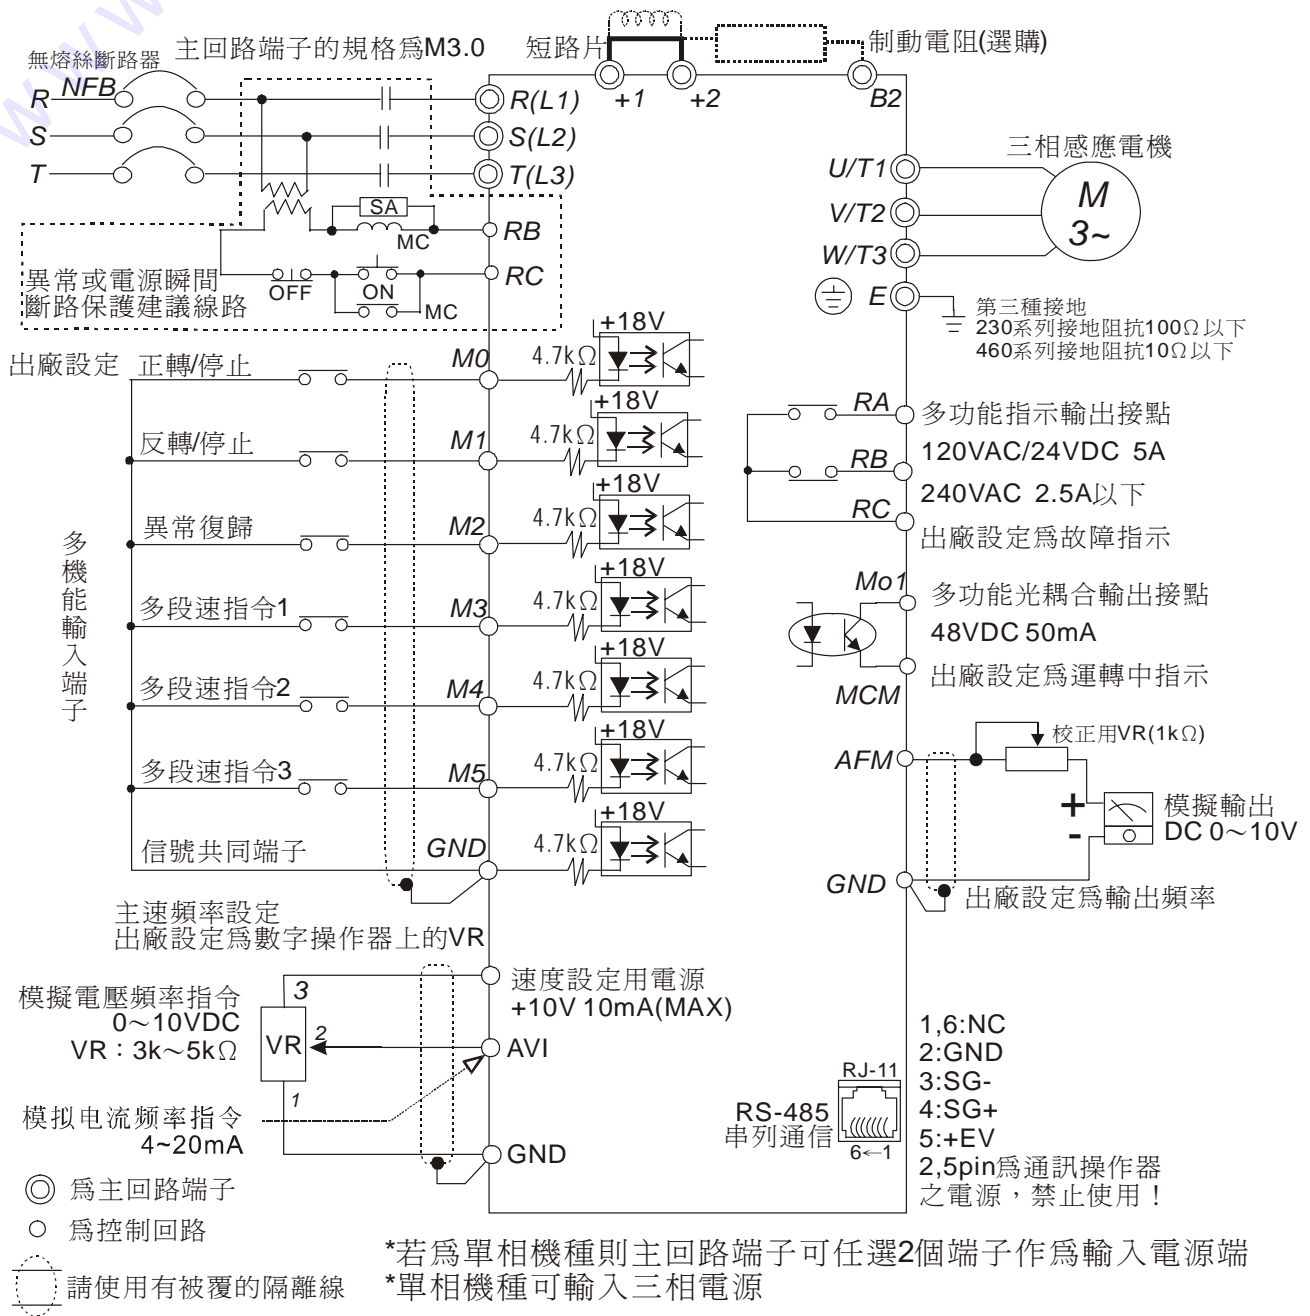 www
主回路端子的規格爲M3.0
短路片
制動電阻(選購)
無熔絲斷路器
NFB
R
S
T
+1
+2
B2
R(L1)
S(L2)
T(L3)
三相感應電機
U/T1
V/T2
W/T3
M
3~
SA
MC
RB
RC
OFF
ON
MC
異常或電源瞬間
斷路保護建議線路
E
第三種接地
230系列接地阻抗100Ω以下
460系列接地阻抗10Ω以下
出廠設定
多機能輸入端子
正轉/停止
M0
4.7kΩ
+18V
反轉/停止
M1
4.7kΩ
+18V
異常復歸
M2
4.7kΩ
+18V
多段速指令1
M3
4.7kΩ
+18V
多段速指令2
M4
4.7kΩ
+18V
多段速指令3
M5
4.7kΩ
+18V
信號共同端子
GND
4.7kΩ
+18V
RA
RB
RC
多功能指示輸出接點
120VAC/24VDC 5A
240VAC 2.5A以下
出廠設定爲故障指示
Mo1
MCM
多功能光耦合輸出接點
48VDC 50mA
出廠設定爲運轉中指示
校正用VR(1kΩ)
AFM
+
-
模擬輸出
DC 0~10V
GND
出廠設定爲輸出頻率
主速頻率設定
出廠設定爲數字操作器上的VR
模擬電壓頻率指令
0~10VDC
VR：3k~5kΩ
VR
3
2
1
速度設定用電源
+10V 10mA(MAX)
AVI
模拟电流频率指令
4~20mA
GND
RJ-11
RS-485
串列通信
6←1
1,6:NC
2:GND
3:SG-
4:SG+
5:+EV
2,5pin爲通訊操作器
之電源，禁止使用！
爲主回路端子
爲控制回路
請使用有被覆的隔離線
*若爲單相機種則主回路端子可任選2個端子作爲輸入電源端
*單相機種可輸入三相電源